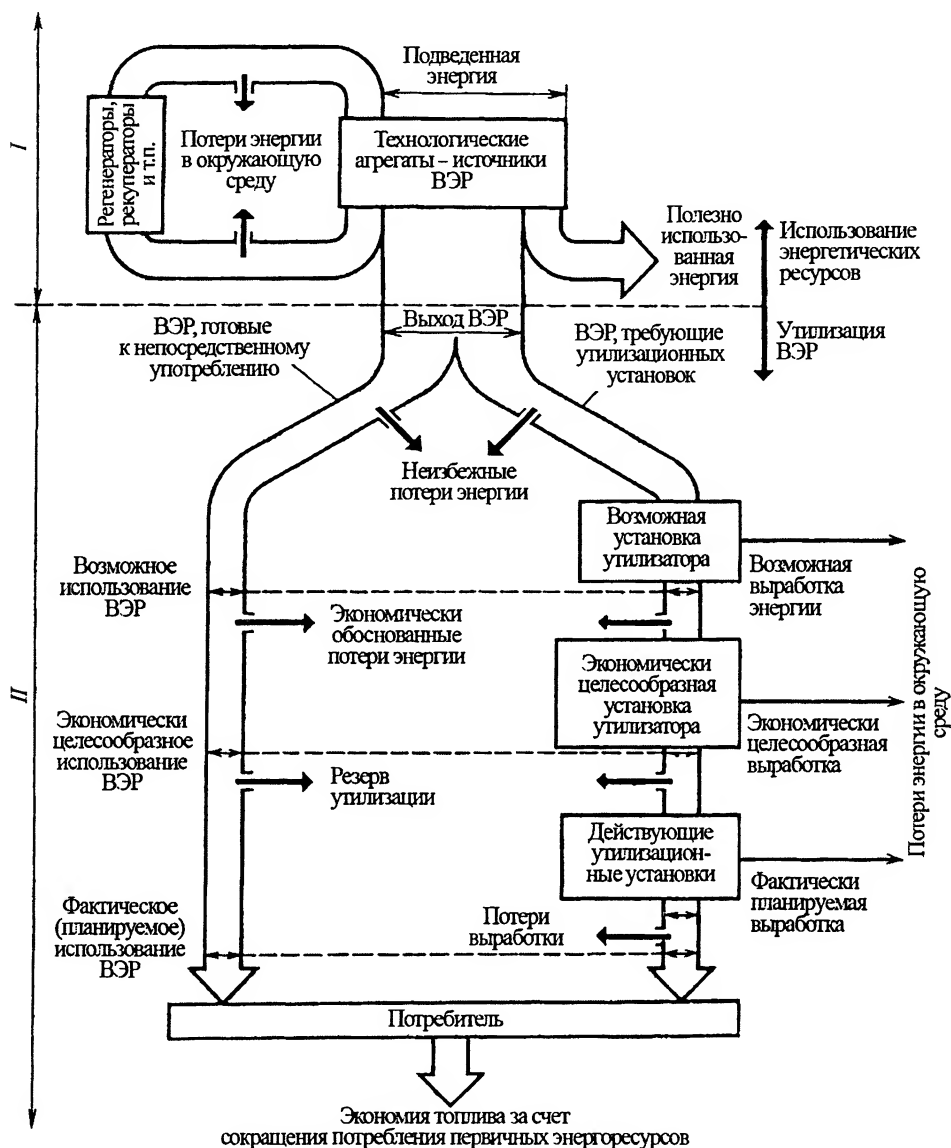 Подведенная
энергия
I
Регенераторы,
рекуператоры
и т.п.
Потери энергии
в окружающую
среду
Технологические
агрегаты – источники
ВЭР
Полезно
использо-
ванная
энергия
Использование
энергетических
ресурсов
ВЭР, готовые
к непосредственному
употреблению
Выход ВЭР
ВЭР, требующие
утилизационных
установок
Утилизация
ВЭР
Неизбежные
потери энергии
II
Возможная
установка
утилизатора
Возможное
использование
ВЭР
Возможная
выработка
энергии
Экономически
обоснованные
потери энергии
Экономически
целесообразная
установка
утилизатора
Потери энергии в окружающую
среду
Экономически
целесообразное
использование
ВЭР
Экономически
целесообразная
выработка
Резерв
утилизации
Действующие
утилизацион-
ные установки
Фактически
планируемая
выработка
Фактическое
(планируемое)
использование
ВЭР
Потери
выработки
Потребитель
Экономия топлива за счет
сокращения потребления первичных энергоресурсов